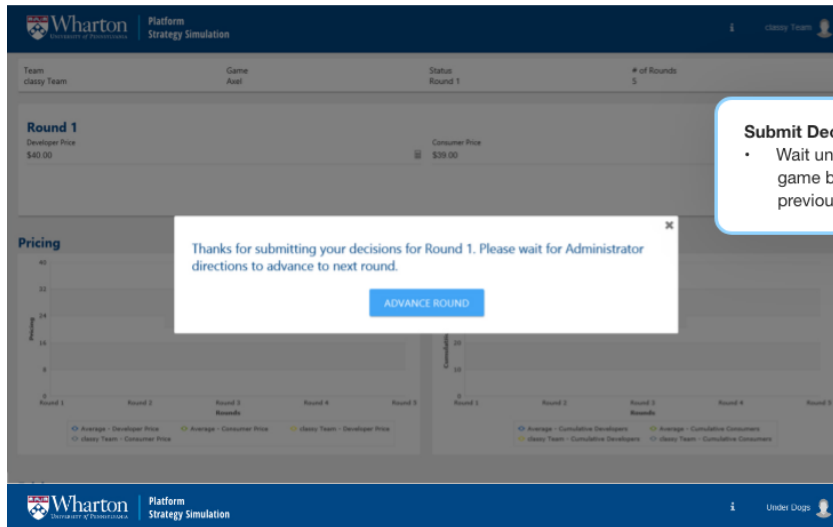 Wharton
UNIVERSITY of PENNSYLVANIA
Platform
Strategy Simulation
i
classy Team
Team
classy Team
Game
Axel
Status
Round 1
# of Rounds
5
Round 1
Developer Price
$40.00
Consumer Price
$39.00
Submit Dec
• Wait un
game b
previou
Thanks for submitting your decisions for Round 1. Please wait for Administrator
directions to advance to next round.
ADVANCE ROUND
Pricing
40
32
24
16
8
0
Pricing
Round 1 Round 2 Round 3 Round 4 Round 5
Rounds
Average - Developer Price Average - Consumer Price classy Team - Developer Price
classy Team - Consumer Price
20
10
0
Cumulativ
Round 1 Round 2 Round 3 Round 4 Round 5
Rounds
Average - Cumulative Developers Average - Cumulative Consumers
classy Team - Cumulative Developers classy Team - Cumulative Consumers
Wharton
UNIVERSITY of PENNSYLVANIA
Platform
Strategy Simulation
i
Under Dogs